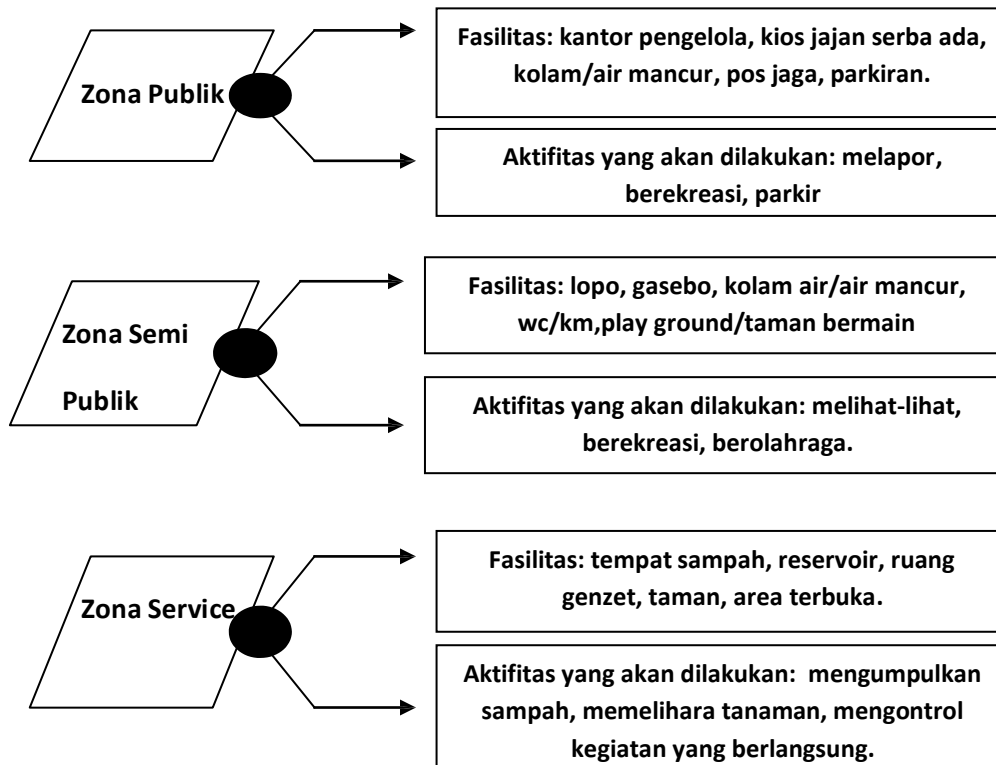 Zona Publik
Fasilitas: kantor pengelola, kios jajan serba ada,
kolam/air mancur, pos jaga, parkiran.
Aktifitas yang akan dilakukan: melapor,
berekreasi, parkir
Zona Semi
Publik
Fasilitas: lopo, gasebo, kolam air/air mancur,
wc/km,play ground/taman bermain
Aktifitas yang akan dilakukan: melihat-lihat,
berekreasi, berolahraga.
Zona Service
Fasilitas: tempat sampah, reservoir, ruang
genzet, taman, area terbuka.
Aktifitas yang akan dilakukan:  mengumpulkan
sampah, memelihara tanaman, mengontrol
kegiatan yang berlangsung.